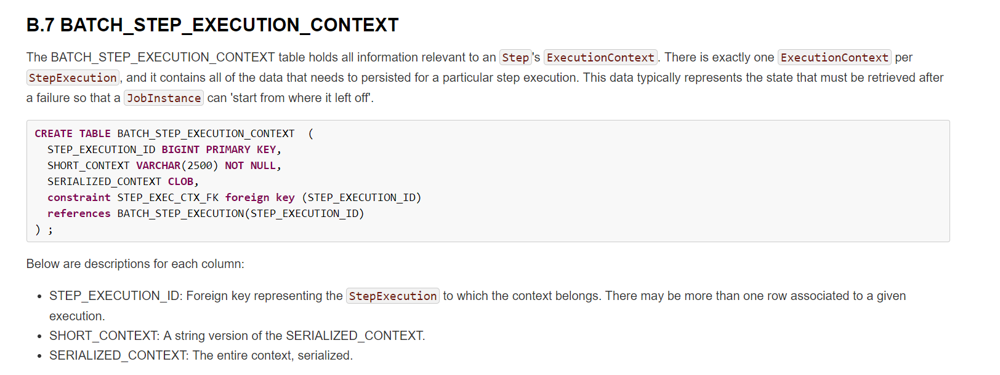 B.7 BATCH_STEP_EXECUTION_CONTEXT
The BATCH_STEP_EXECUTION_CONTEXT table holds all information relevant to an Step's ExecutionContext. There is exactly one ExecutionContext per
StepExecution, and it contains all of the data that needs to persisted for a particular step execution. This data typically represents the state that must be retrieved after
a failure so that a JobInstance can 'start from where it left off'.
CREATE TABLE BATCH_STEP_EXECUTION_CONTEXT  (
  STEP_EXECUTION_ID BIGINT PRIMARY KEY,
  SHORT_CONTEXT VARCHAR(2500) NOT NULL,
  SERIALIZED_CONTEXT CLOB,
  constraint STEP_EXEC_CTX_FK foreign key (STEP_EXECUTION_ID)
  references BATCH_STEP_EXECUTION(STEP_EXECUTION_ID)
) ;
Below are descriptions for each column:
• STEP_EXECUTION_ID: Foreign key representing the StepExecution to which the context belongs. There may be more than one row associated to a given
execution.
• SHORT_CONTEXT: A string version of the SERIALIZED_CONTEXT.
• SERIALIZED_CONTEXT: The entire context, serialized.